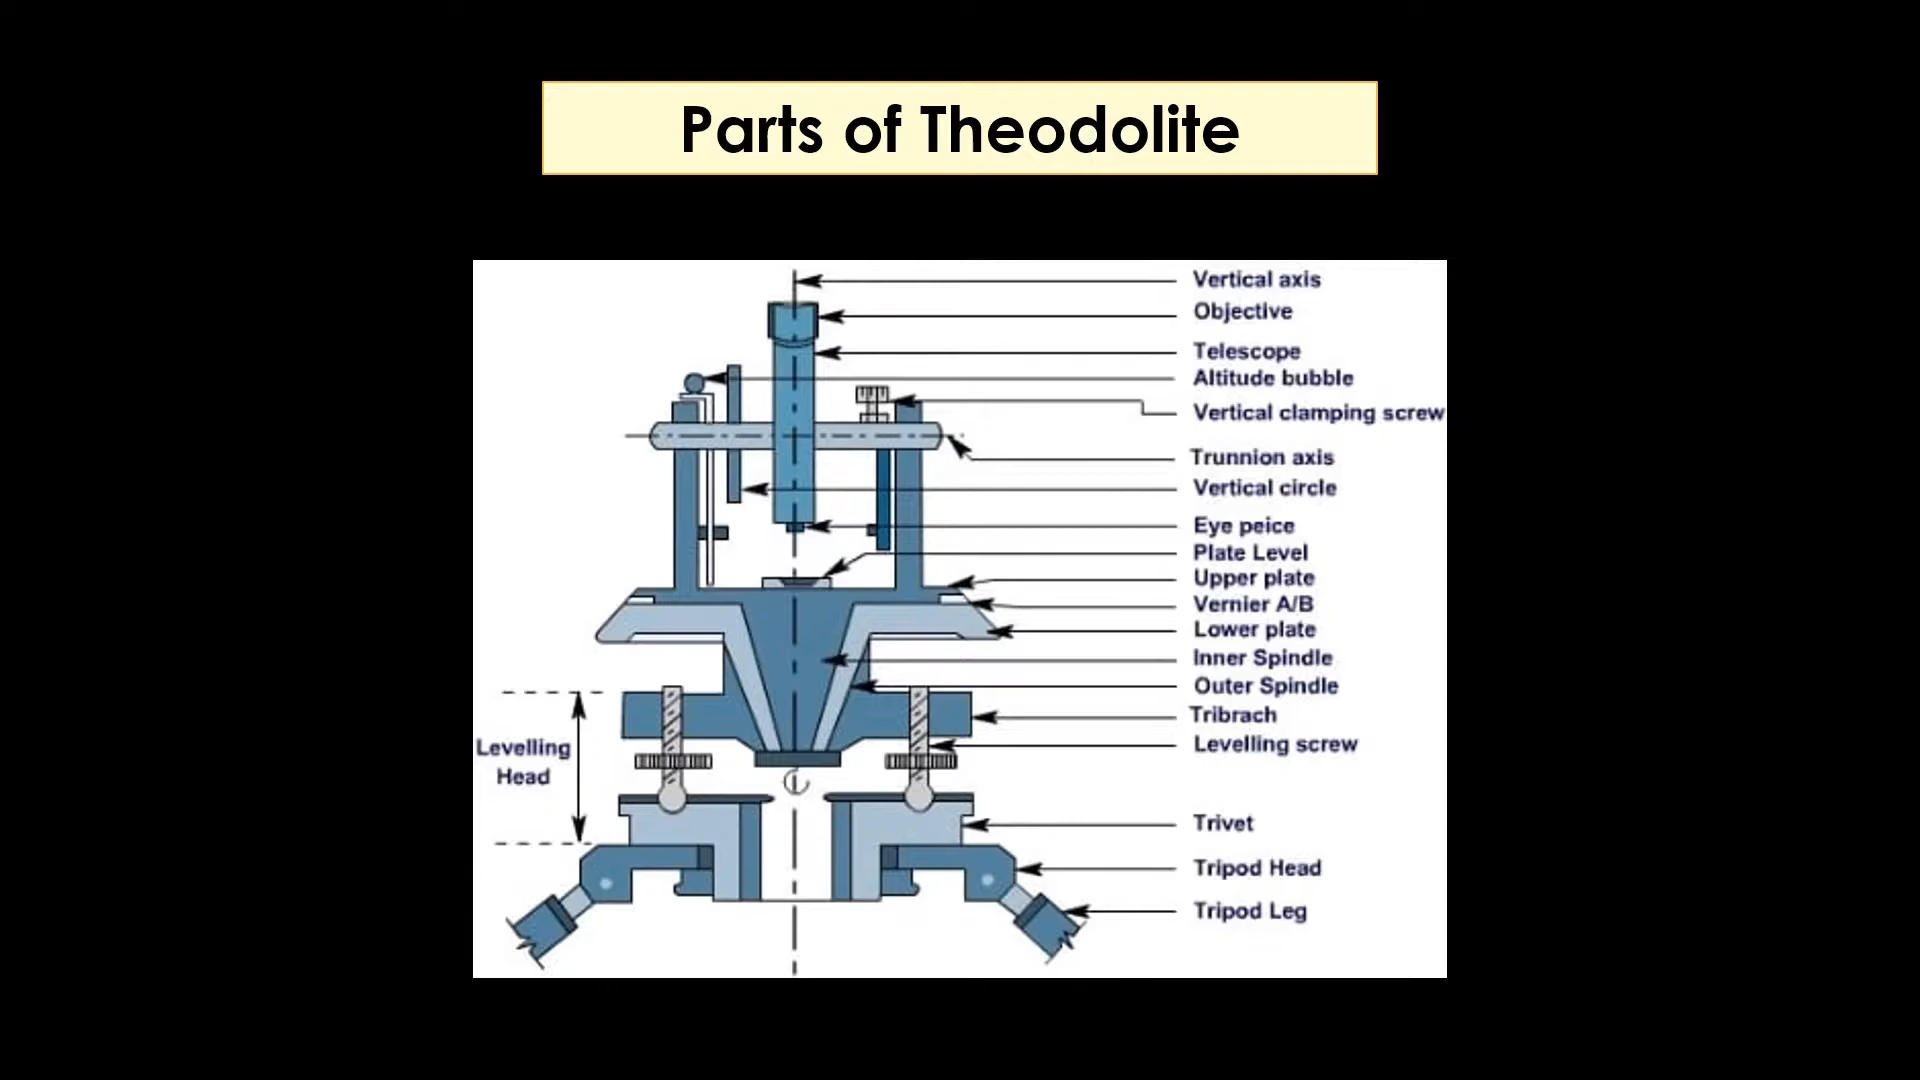 Parts of Theodolite
Vertical axis
Objective
Telescope
Altitude bubble
Vertical clamping screw
Trunnion axis
Vertical circle
Eye peice
Plate Level
Upper plate
Vernier A/B
Lower plate
Inner Spindle
Outer Spindle
Tribrach
Levelling screw
Levelling
Head
Trivet
Tripod Head
Tripod Leg